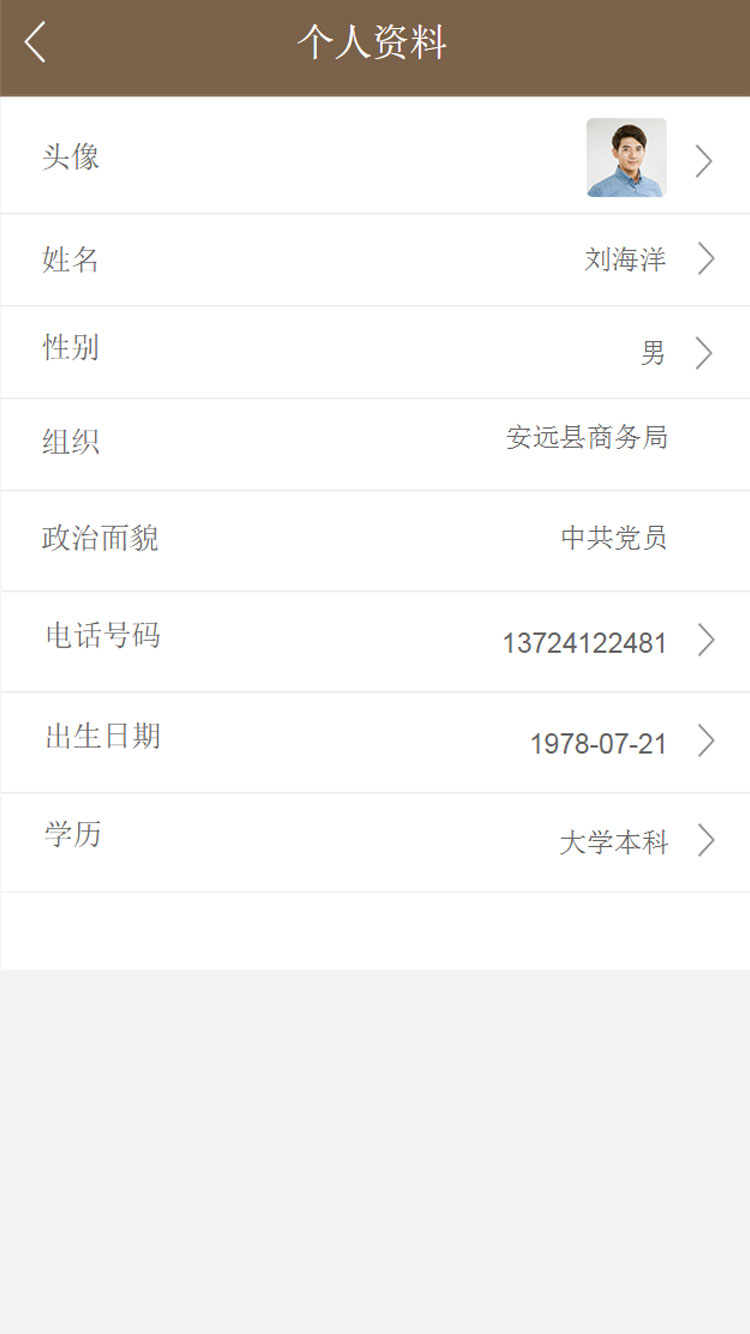 个人资料
头像
姓名 刘海洋
性别 男
组织 安远县商务局
政治面貌 中共党员
电话号码 13724122481
出生日期 1978-07-21
学历 大学本科